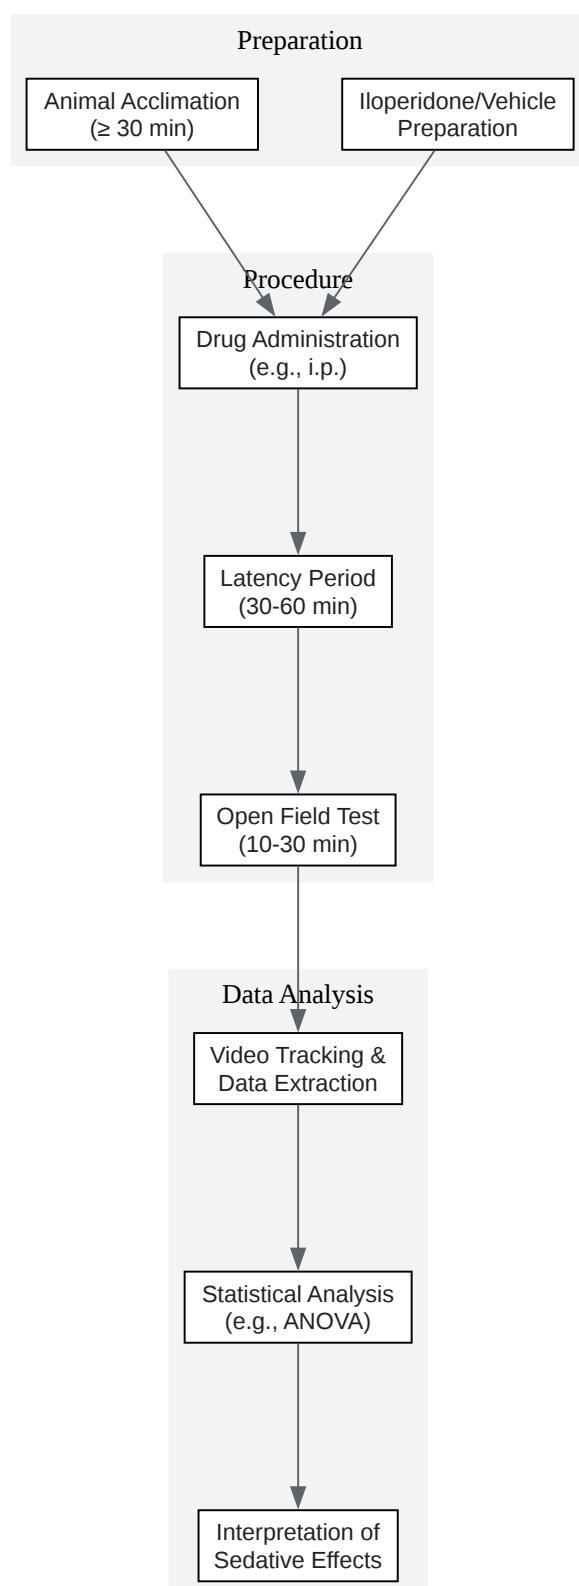 Preparation
Animal Acclimation
(≥ 30 min)
Iloperidone/Vehicle
Preparation
Procedure
Drug Administration
(e.g., i.p.)
Latency Period
(30-60 min)
Open Field Test
(10-30 min)
Data Analysis
Video Tracking &
Data Extraction
Statistical Analysis
(e.g., ANOVA)
Interpretation of
Sedative Effects